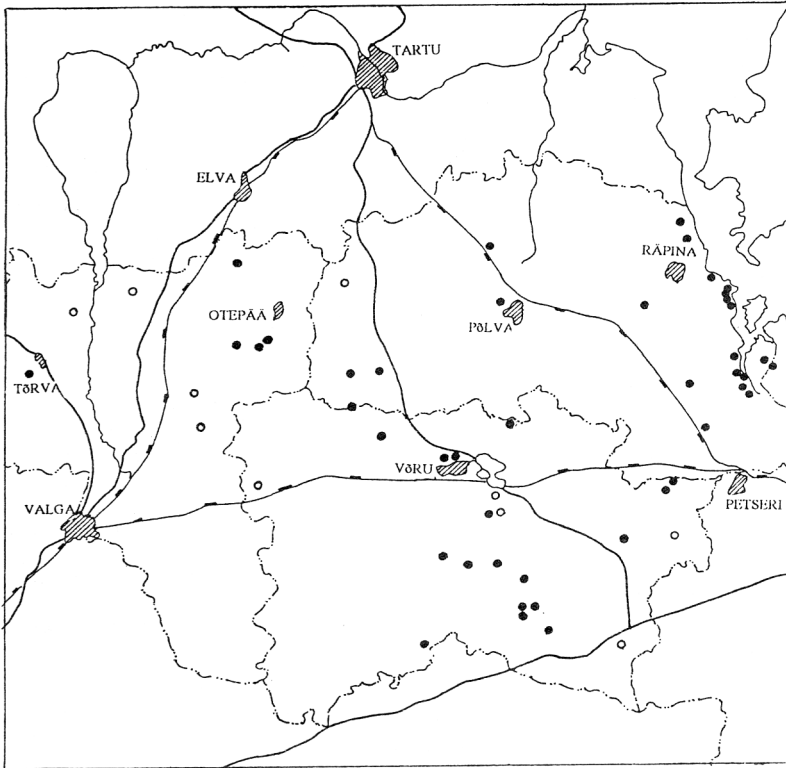 TARTU
ELVA
RÄPINA
OTEPÄÄ
PõLVA
TõRVA
VõRU
VALGA
PETSERI